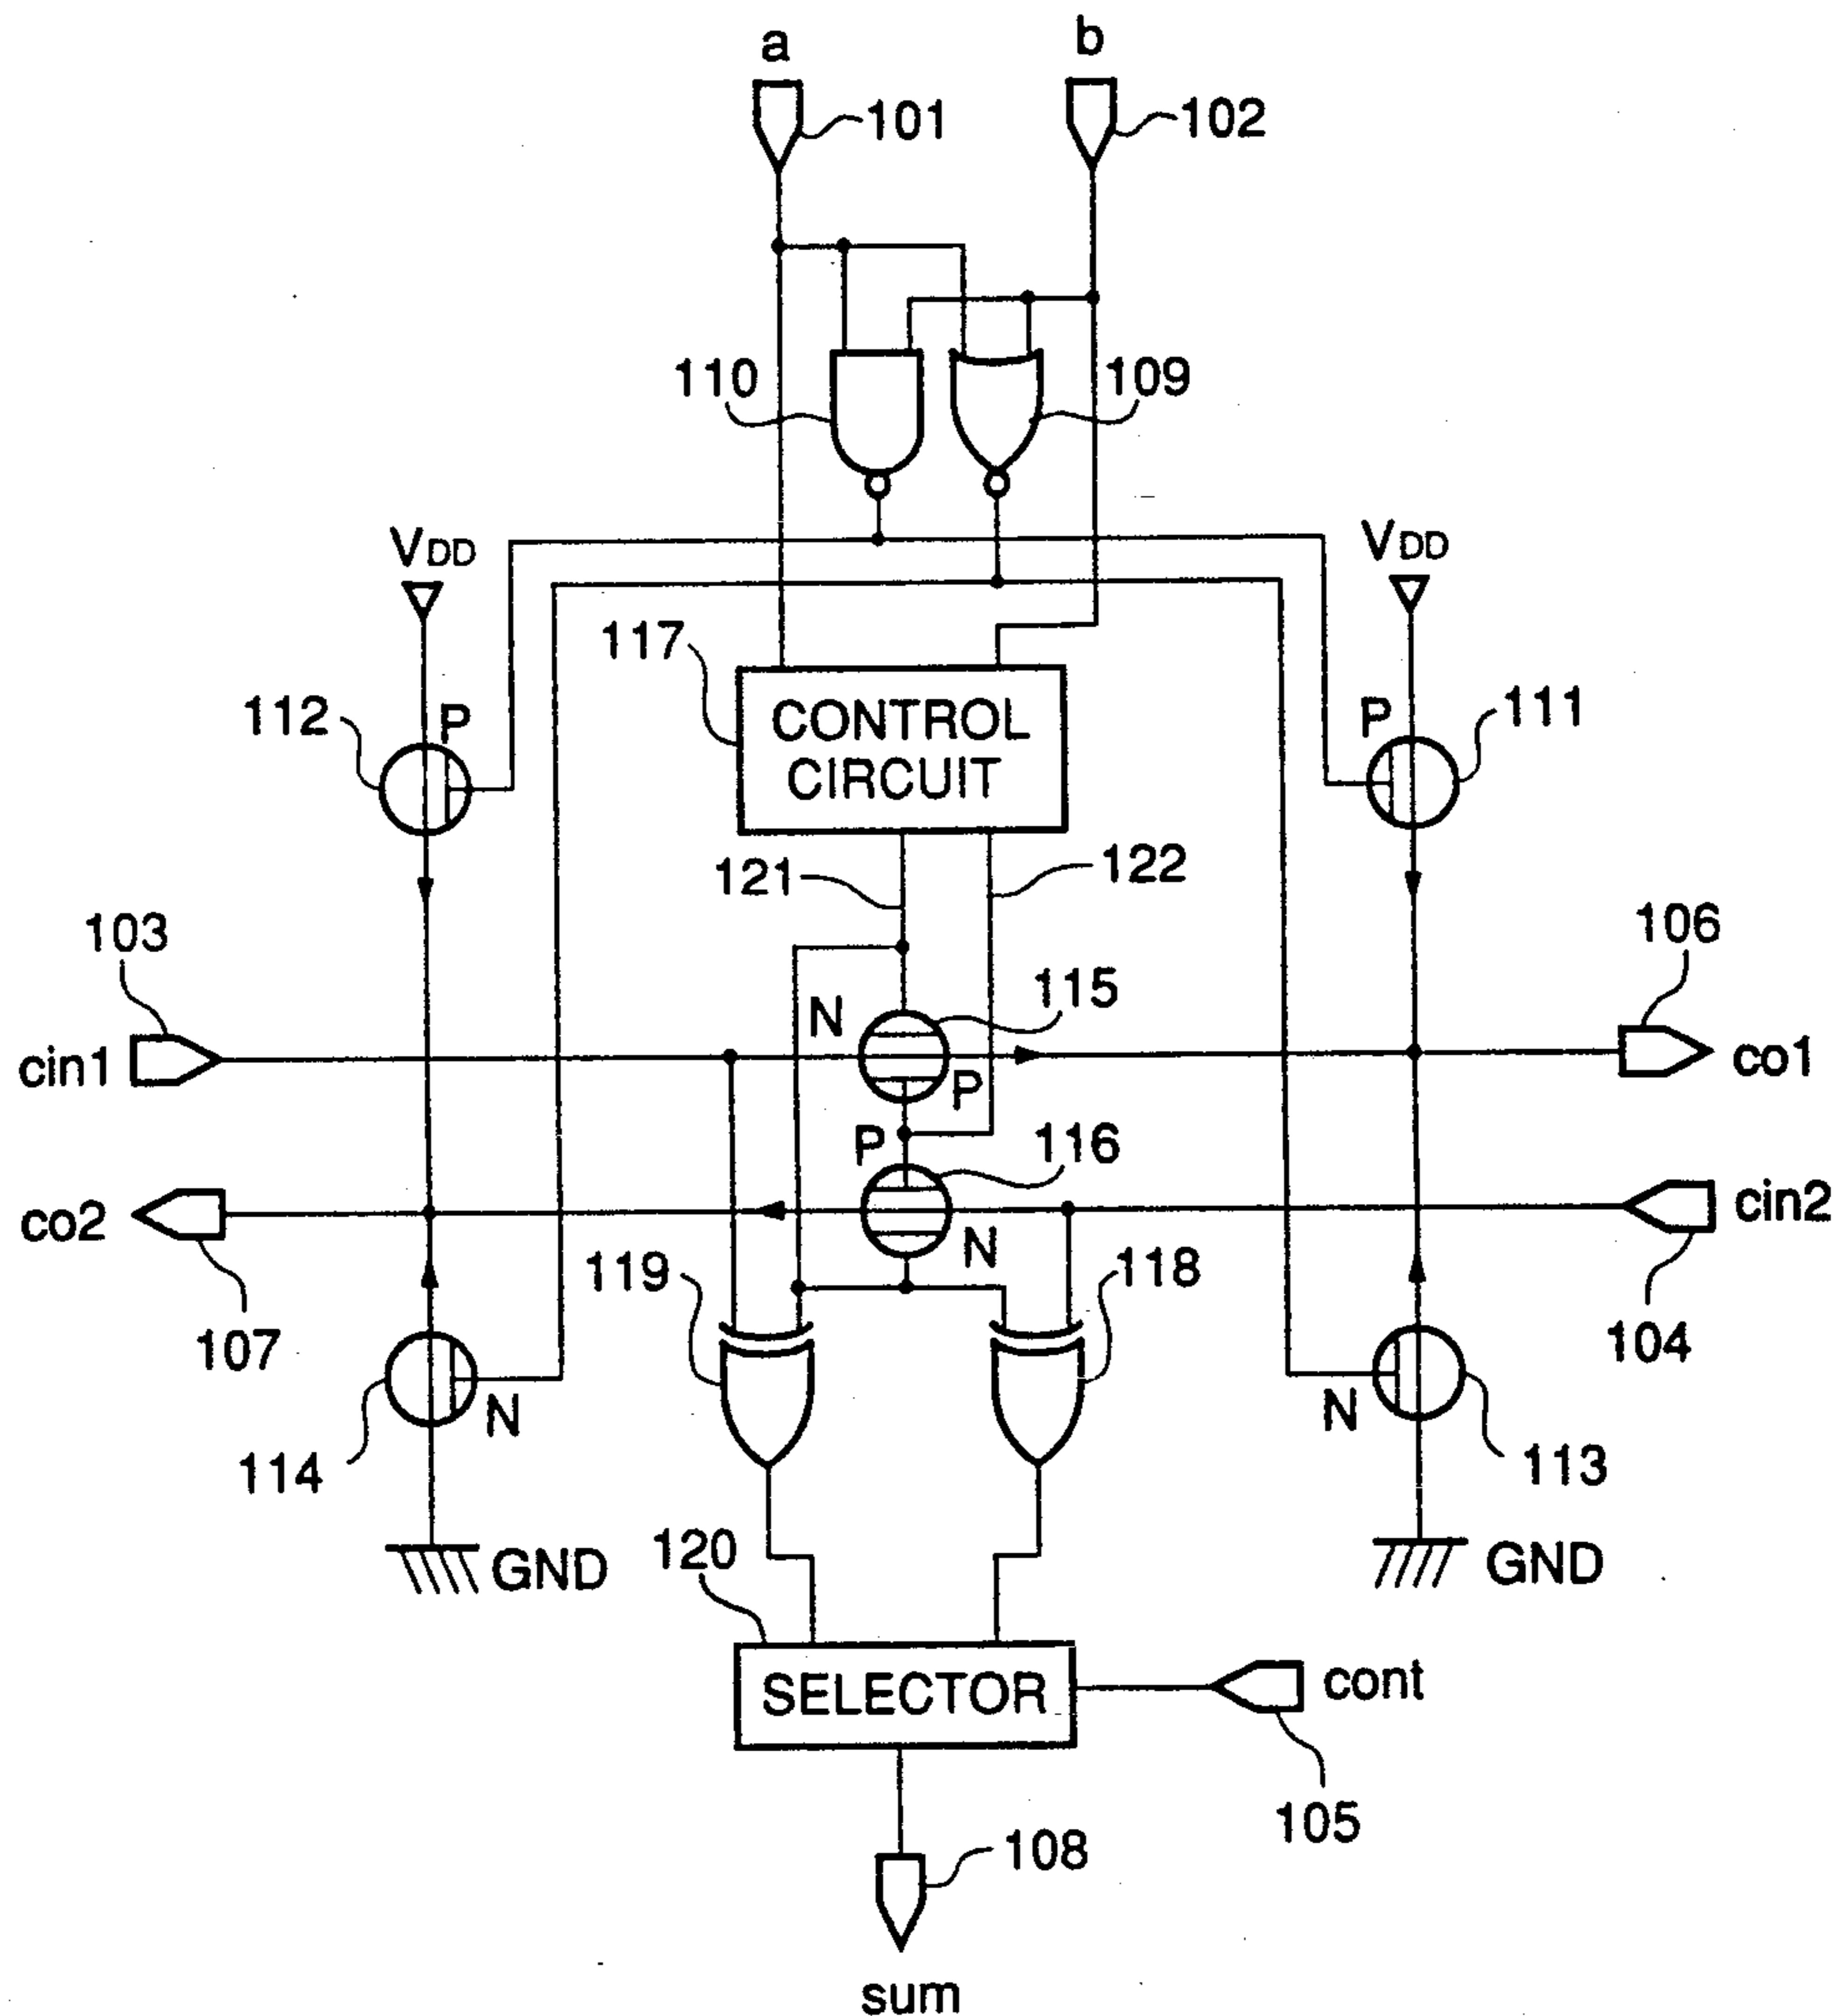 a
b
101
102
110
109
VDD
VDD
117
CONTROL
CIRCUIT
112
P
P
111
121
122
103
106
N
115
cin1
P
co1
P
116
co2
N
cin2
119
118
107
104
114
N
N
113
120
GND
GND
SELECTOR
cont
105
108
sum